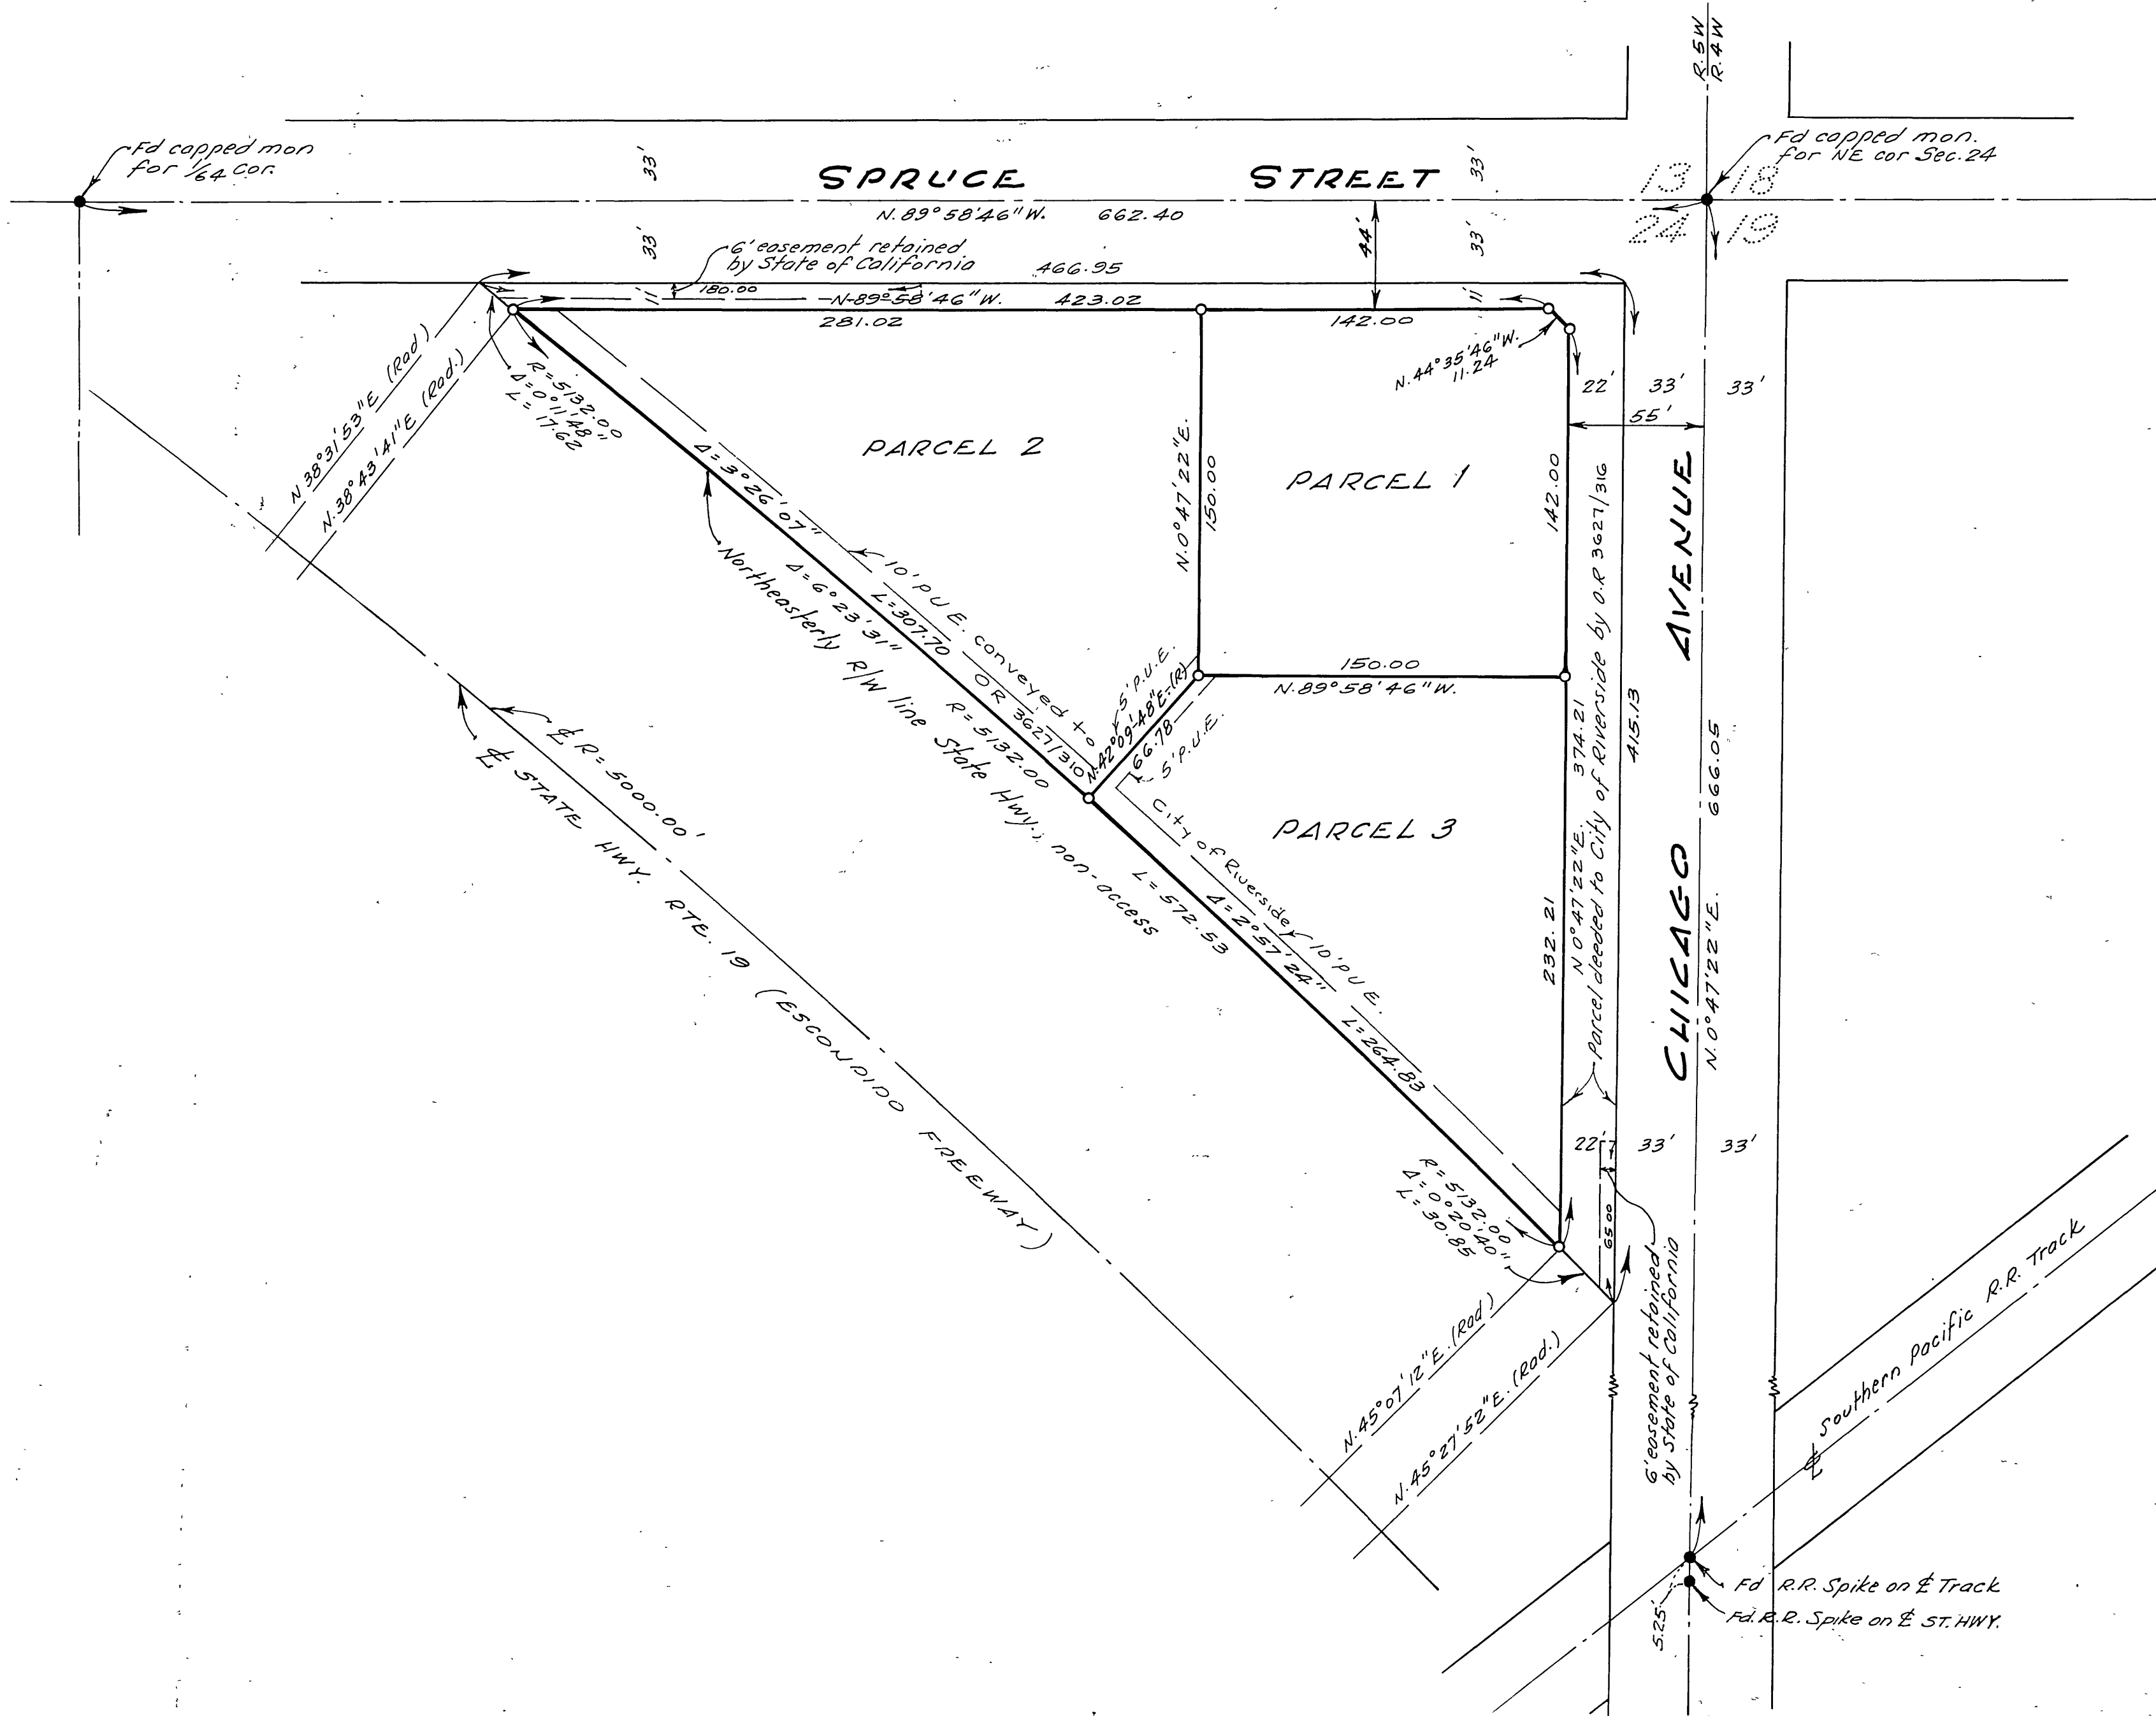 R.5W
R.4W
Fd capped mon
for 1/64 Cor.
33'
SPRUCE STREET
33'
13 18
24 19
Fd capped mon.
for NE cor Sec. 24
N.89°58'46"W. 662.40
33'
33'
44'
6' easement retained
by State of California
466.95
180.00
N-89°58'46"W. 423.02
11'
11'
281.02
142.00
N.44°35'46"W.
11.24
22' 33' 33'
55'
N 38°31'53"E (Rad)
N.38°43'41"E (Rad.)
R=5132.00
Δ=0°11'48"
L=17.62
PARCEL 2
PARCEL 1
N.0°47'22"E.
150.00
142.00
Δ=3°26'07"
L=307.70
10' P.U.E. conveyed to
City of Riverside
OR 3627/310
Δ=6°23'31"
R=5132.00
L=572.53
Northeasterly R/W line State Hwy.; non-access
N.42°09'48"E-(R)
66.78
5' P.U.E.
5' P.U.E.
150.00
N.89°58'46"W.
PARCEL 3
Δ=2°57'24"
L=264.83
10' P U E.
232.21
N 0°47'22"E. 374.21
Parcel deeded to City of Riverside by O.R 3627/316
415.13
CHICAGO AVENUE
N.0°47'22"E. 666.05
℄ R=5000.00'
℄ STATE HWY. RTE. 19 (ESCONDIDO FREEWAY)
22' 33' 33'
R=5132.00
Δ=0°20'40"
L=30.85
65.00
6' easement retained
by State of California
N.45°07'12"E.(Rad)
N.45°27'52"E.(Rad.)
℄ Southern Pacific R.R. Track
Fd R.R. Spike on ℄ Track
Fd. R.R. Spike on ℄ ST. HWY.
5.25'